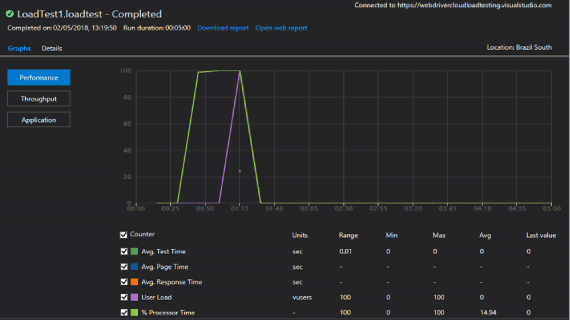 Connected to https://webdrivercloudloadtesting.visualstudio.com
LoadTest1.loadtest - Completed
Completed on:02/05/2018, 13:19:50 Run duration:00:05:00 Download report Open web report
Graphs Details Location: Brazil South
Performance
Throughput
Application
100
80
60
40
20
0
00:00 00:25 00:50 01:15 01:40 02:05 02:30 02:55 03:20 03:45 04:10 04:35 05:00
Counter Units Range Min Max Avg Last value
Avg. Test Time sec 0.01 0 0 0 0
Avg. Page Time sec - - - - -
Avg. Response Time sec - - - - -
User Load vusers 100 0 100 0 0
% Processor Time - 100 0 100 14.94 0